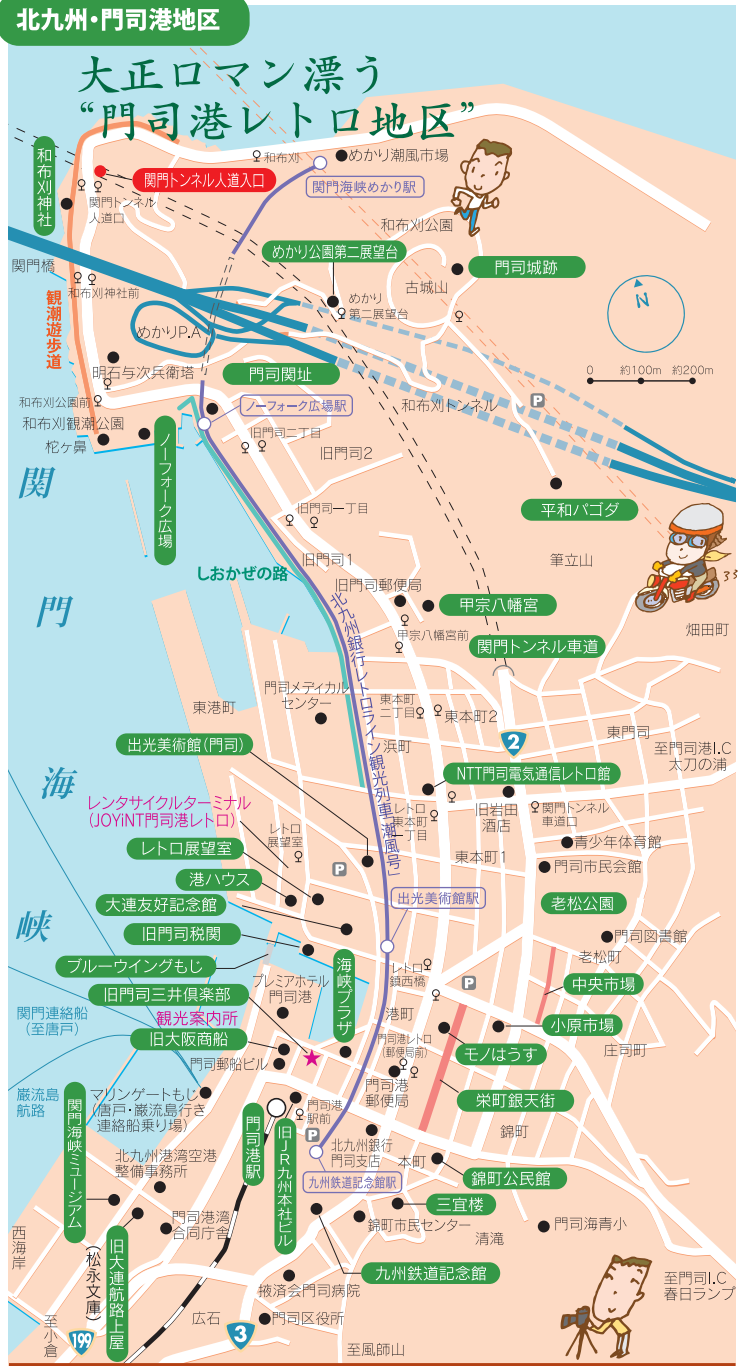 北九州・門司港地区
大正ロマン漂う
“門司港レトロ地区”
和布刈神社
関門トンネル人道入口
関門トンネル
人道口
和布刈
めかり潮風市場
関門海峡めかり駅
和布刈公園
関門橋
めかり公園第二展望台
門司城跡
古城山
観潮遊歩道
和布刈神社前
めかり
第二展望台
めかりP.A
N
0 約100m 約200m
明石与次兵衛塔
門司関址
和布刈公園前
ノーフォーク広場駅
和布刈トンネル
P
和布刈観潮公園
柁ヶ鼻
ノーフォーク広場
旧門司二丁目
旧門司2
平和パゴダ
旧門司一丁目
旧門司1
筆立山
しおかぜの路
旧門司郵便局
甲宗八幡宮
甲宗八幡宮前
関門トンネル車道
畑田町
関門海峡
北九州銀行レトロライン観光列車「潮風号」
門司メディカル
センター
東港町
東本町
二丁目
東本町2
浜町
2
東門司
至門司港I.C
太刀の浦
出光美術館(門司)
NTT門司電気通信レトロ館
レンタサイクルターミナル
(JOYiNT門司港レトロ)
レトロ
展望室
レトロ
東本町
一丁目
旧岩田
酒店
関門トンネル
車道口
青少年体育館
レトロ展望室
P
東本町1
門司市民会館
港ハウス
出光美術館駅
老松公園
大連友好記念館
門司図書館
旧門司税関
老松町
ブルーウイングもじ
海峡プラザ
レトロ
鎮西橋
P
中央市場
プレミアホテル
門司港
旧門司三井倶楽部
港町
小原市場
関門連絡船
(至唐戸)
観光案内所
旧大阪商船
門司港レトロ
(郵便局前)
モノはうす
庄司町
門司郵船ビル
門司港
郵便局
巌流島
航路
マリンゲートもじ
(唐戸・巌流島行き
連絡船乗り場)
栄町銀天街
門司港
駅前
錦町
関門海峡ミュージアム
門司港駅
旧JR九州本社ビル
P
北九州銀行
門司支店
本町
錦町公民館
北九州港湾空港
整備事務所
九州鉄道記念館駅
三宜楼
門司港湾
合同庁舎
錦町市民センター
清滝
門司海青小
西海岸
旧大連航路上屋
(松永文庫)
九州鉄道記念館
至門司I.C
春日ランプ
掖済会門司病院
至小倉
199
広石
3
門司区役所
至風師山